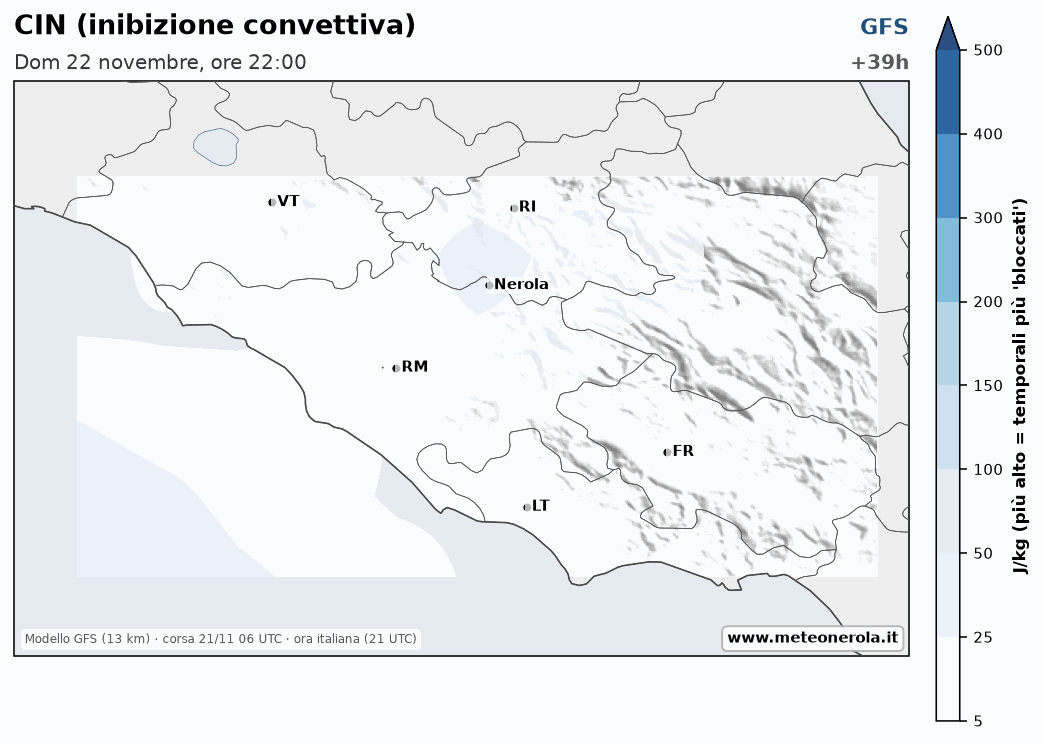 CIN (inibizione convettiva)
GFS
Dom 22 novembre, ore 22:00
+39h
VT
RI
Nerola
RM
FR
LT
Modello GFS (13 km) · corsa 21/11 06 UTC · ora italiana (21 UTC)
www.meteonerola.it
500
400
300
200
150
100
50
25
5
J/kg (più alto = temporali più 'bloccati')